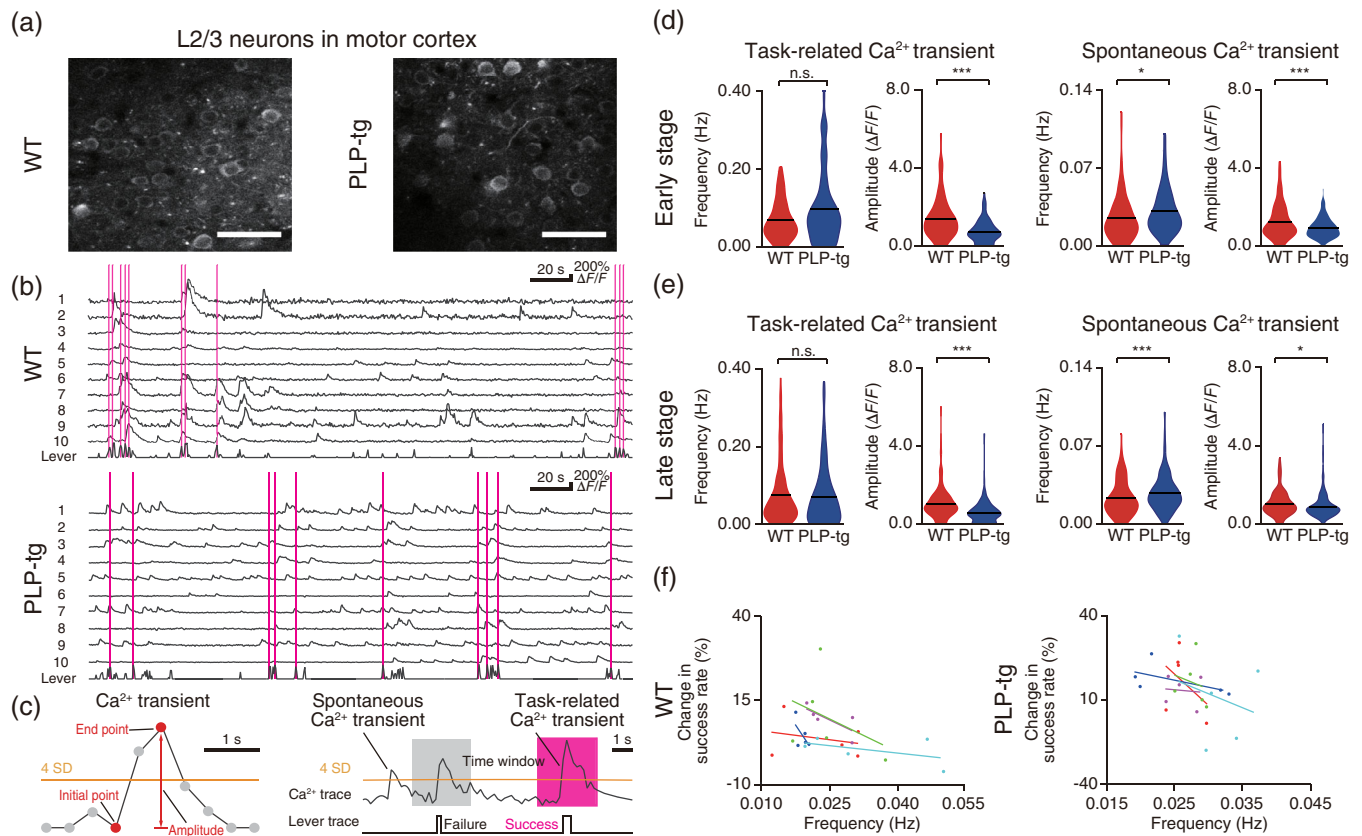 (a)
L2/3 neurons in motor cortex
WT
PLP-tg
(b)
20 s 200%
ΔF/F
WT
1
2
3
4
5
6
7
8
9
10
Lever
20 s 200%
ΔF/F
PLP-tg
1
2
3
4
5
6
7
8
9
10
Lever
(c)
Ca²⁺ transient
End point
1 s
4 SD
Initial point
Amplitude
Spontaneous
Ca²⁺ transient
Task-related
Ca²⁺ transient
1 s
4 SD
Time window
Ca²⁺ trace
Lever trace
Failure
Success
(d)
Early stage
Task-related Ca²⁺ transient
Spontaneous Ca²⁺ transient
n.s.
Frequency (Hz)
0.40
0.20
0.00
WT PLP-tg
***
Amplitude (ΔF/F)
8.0
4.0
0.0
WT PLP-tg
*
Frequency (Hz)
0.14
0.07
0.00
WT PLP-tg
***
Amplitude (ΔF/F)
8.0
4.0
0.0
WT PLP-tg
(e)
Late stage
Task-related Ca²⁺ transient
Spontaneous Ca²⁺ transient
n.s.
Frequency (Hz)
0.40
0.20
0.00
WT PLP-tg
***
Amplitude (ΔF/F)
8.0
4.0
0.0
WT PLP-tg
***
Frequency (Hz)
0.14
0.07
0.00
WT PLP-tg
*
Amplitude (ΔF/F)
8.0
4.0
0.0
WT PLP-tg
(f)
WT
Change in
success rate (%)
40
15
-10
0.010 0.025 0.040 0.055
Frequency (Hz)
PLP-tg
Change in
success rate (%)
40
10
-40
0.015 0.025 0.035 0.045
Frequency (Hz)